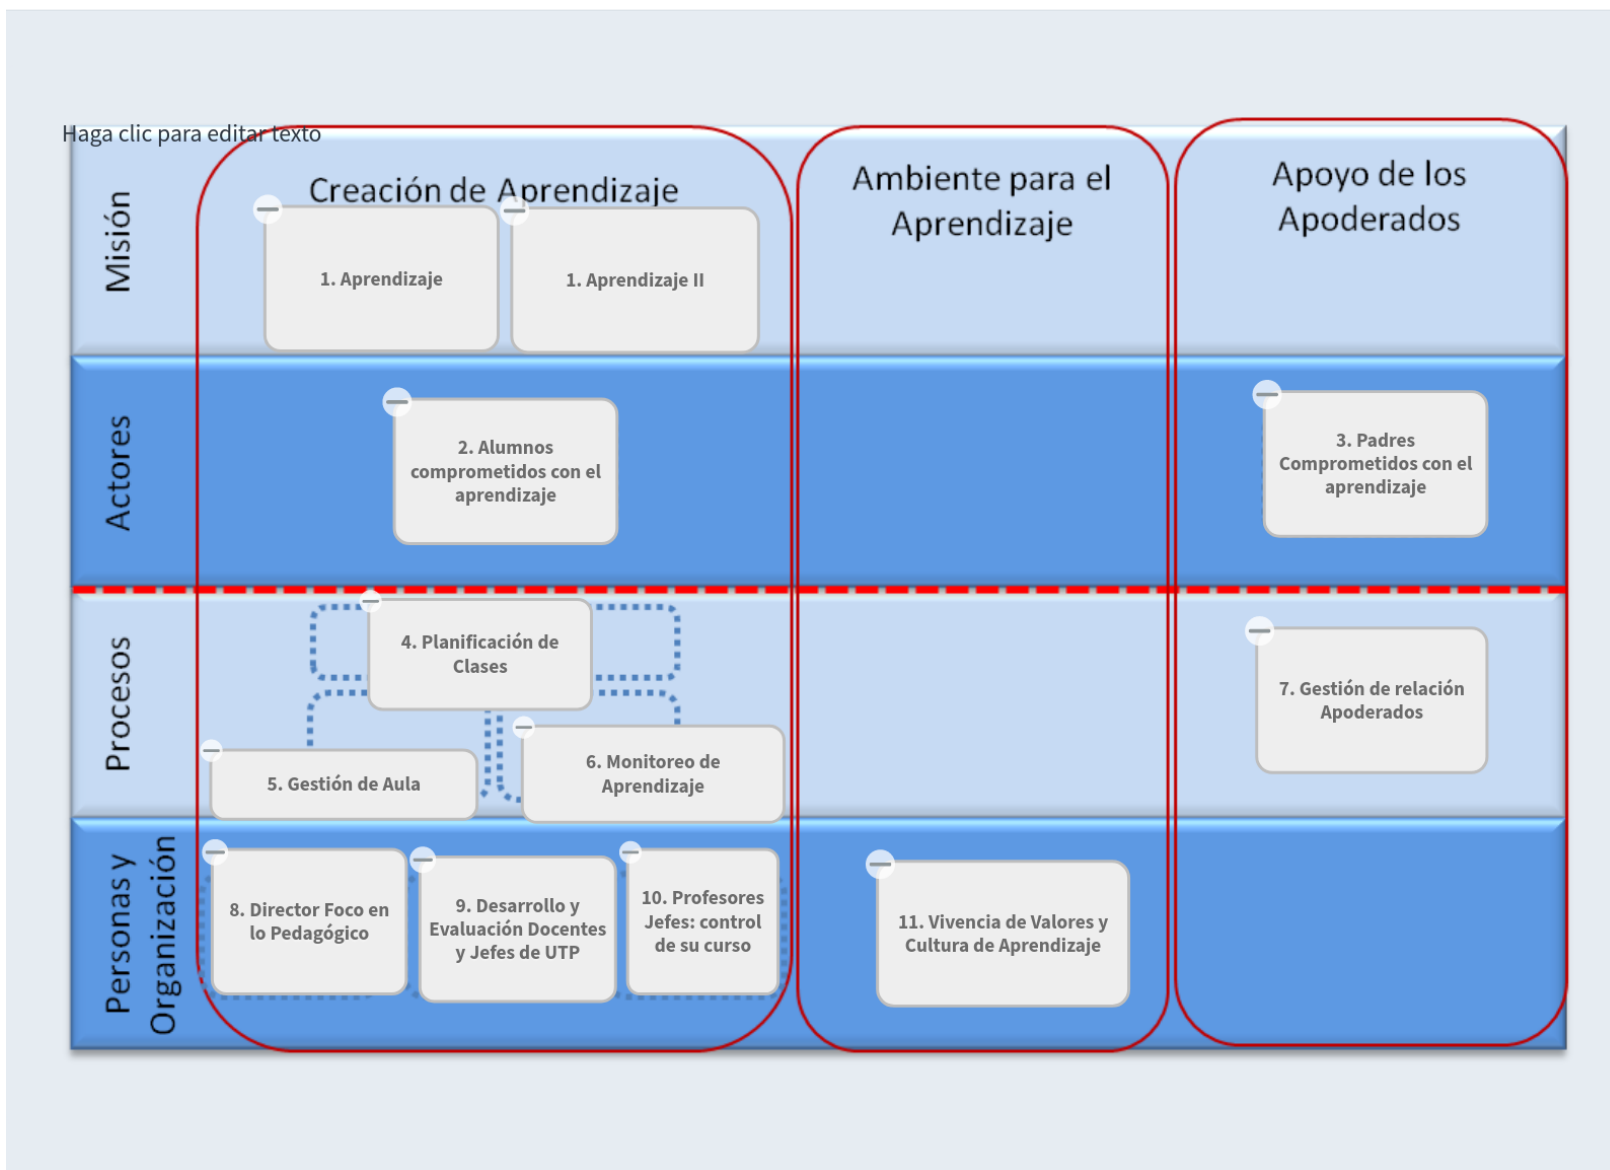 Haga clic para editar texto
Creación de Aprendizaje
Ambiente para el
Aprendizaje
Apoyo de los
Apoderados
Misión
1. Aprendizaje
1. Aprendizaje II
Actores
2. Alumnos
comprometidos con el
aprendizaje
3. Padres
Comprometidos con el
aprendizaje
Procesos
4. Planificación de
Clases
5. Gestión de Aula
6. Monitoreo de
Aprendizaje
7. Gestión de relación
Apoderados
Personas y
Organización
8. Director Foco en
lo Pedagógico
9. Desarrollo y
Evaluación Docentes
y Jefes de UTP
10. Profesores
Jefes: control
de su curso
11. Vivencia de Valores y
Cultura de Aprendizaje